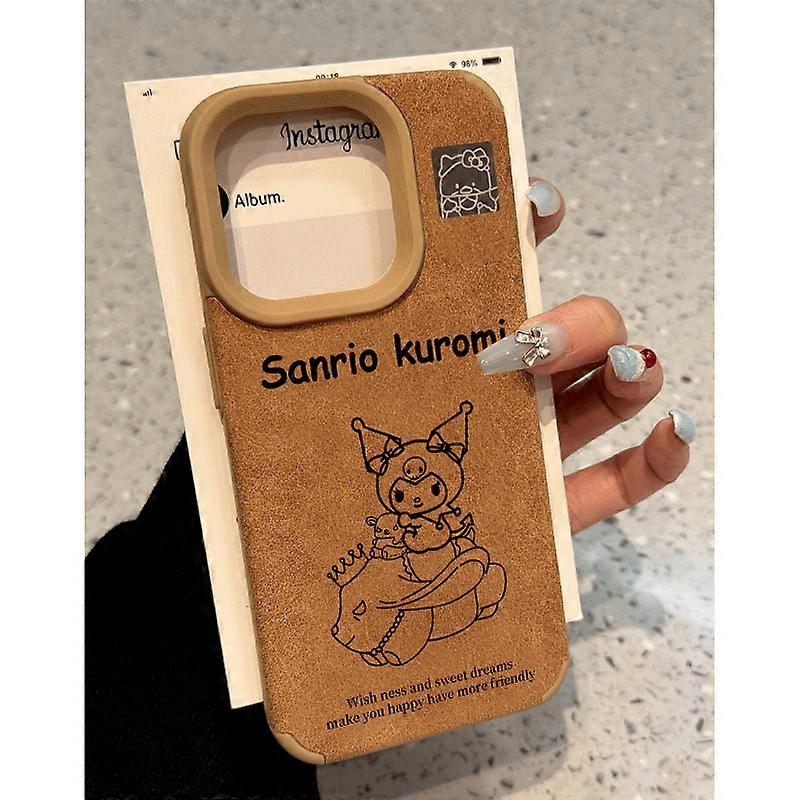 98%
Instagra
Album.
Sanrio kuromi
Wish ness and sweet dreams
make you happy have more friendly